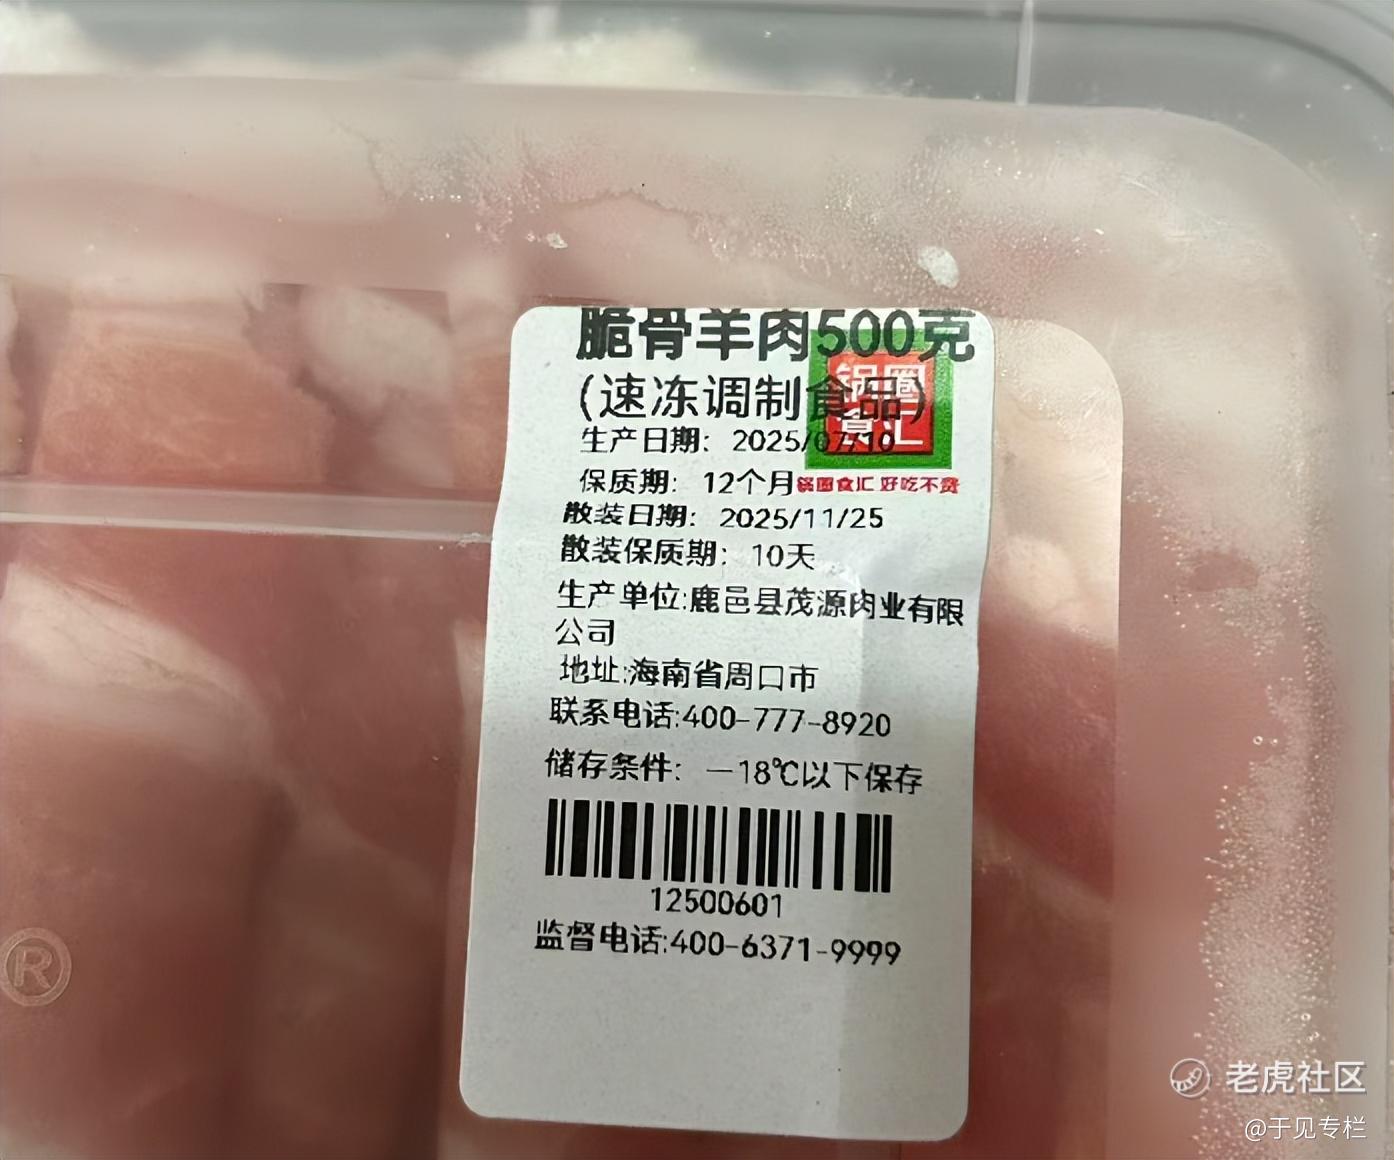 脆骨羊肉500克
(速冻调制食品)
锅圈
食汇
生产日期：2025/07/10
保质期：12个月
锅圈食汇 好吃不贵
散装日期：2025/11/25
散装保质期：10天
生产单位:鹿邑县茂源肉业有限
公司
地址:海南省周口市
联系电话:400-777-8920
储存条件：－18℃以下保存
12500601
监督电话:400-6371-9999
®
老虎社区
@于见专栏